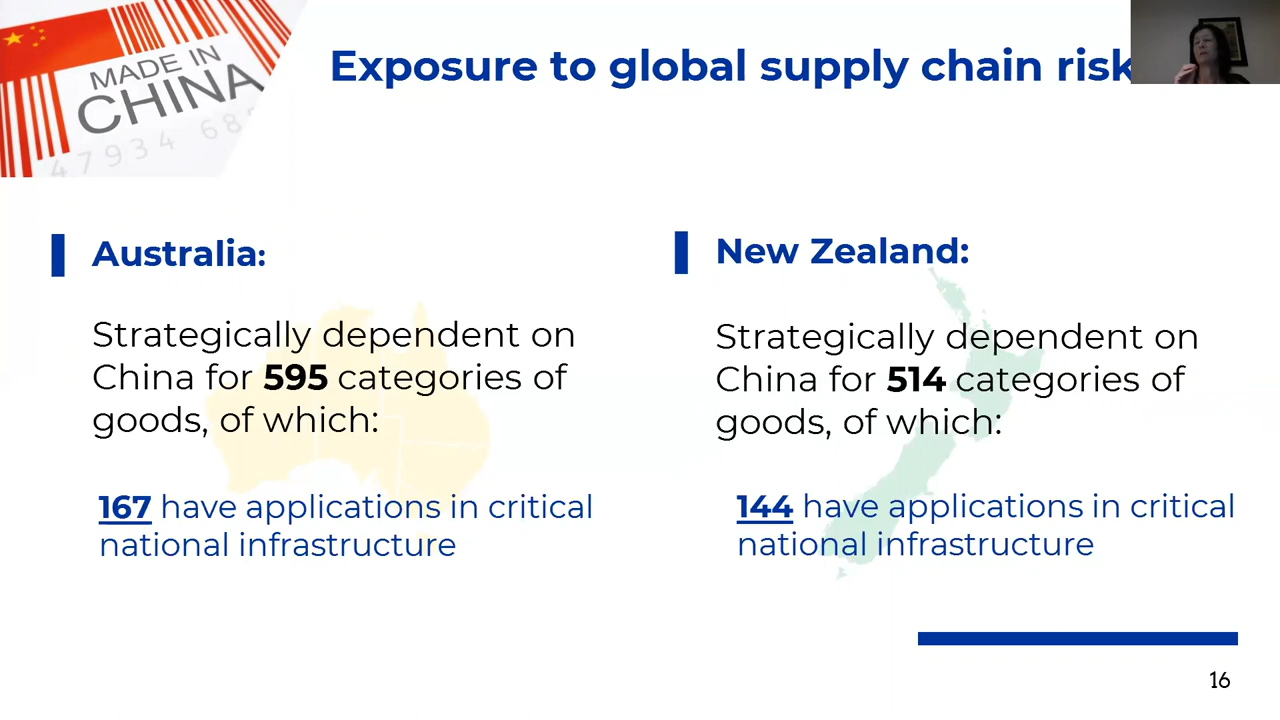 MADE IN
CHINA
Exposure to global supply chain risk
Australia:
Strategically dependent on
China for 595 categories of
goods, of which:
167 have applications in critical
national infrastructure
New Zealand:
Strategically dependent on
China for 514 categories of
goods, of which:
144 have applications in critical
national infrastructure
16